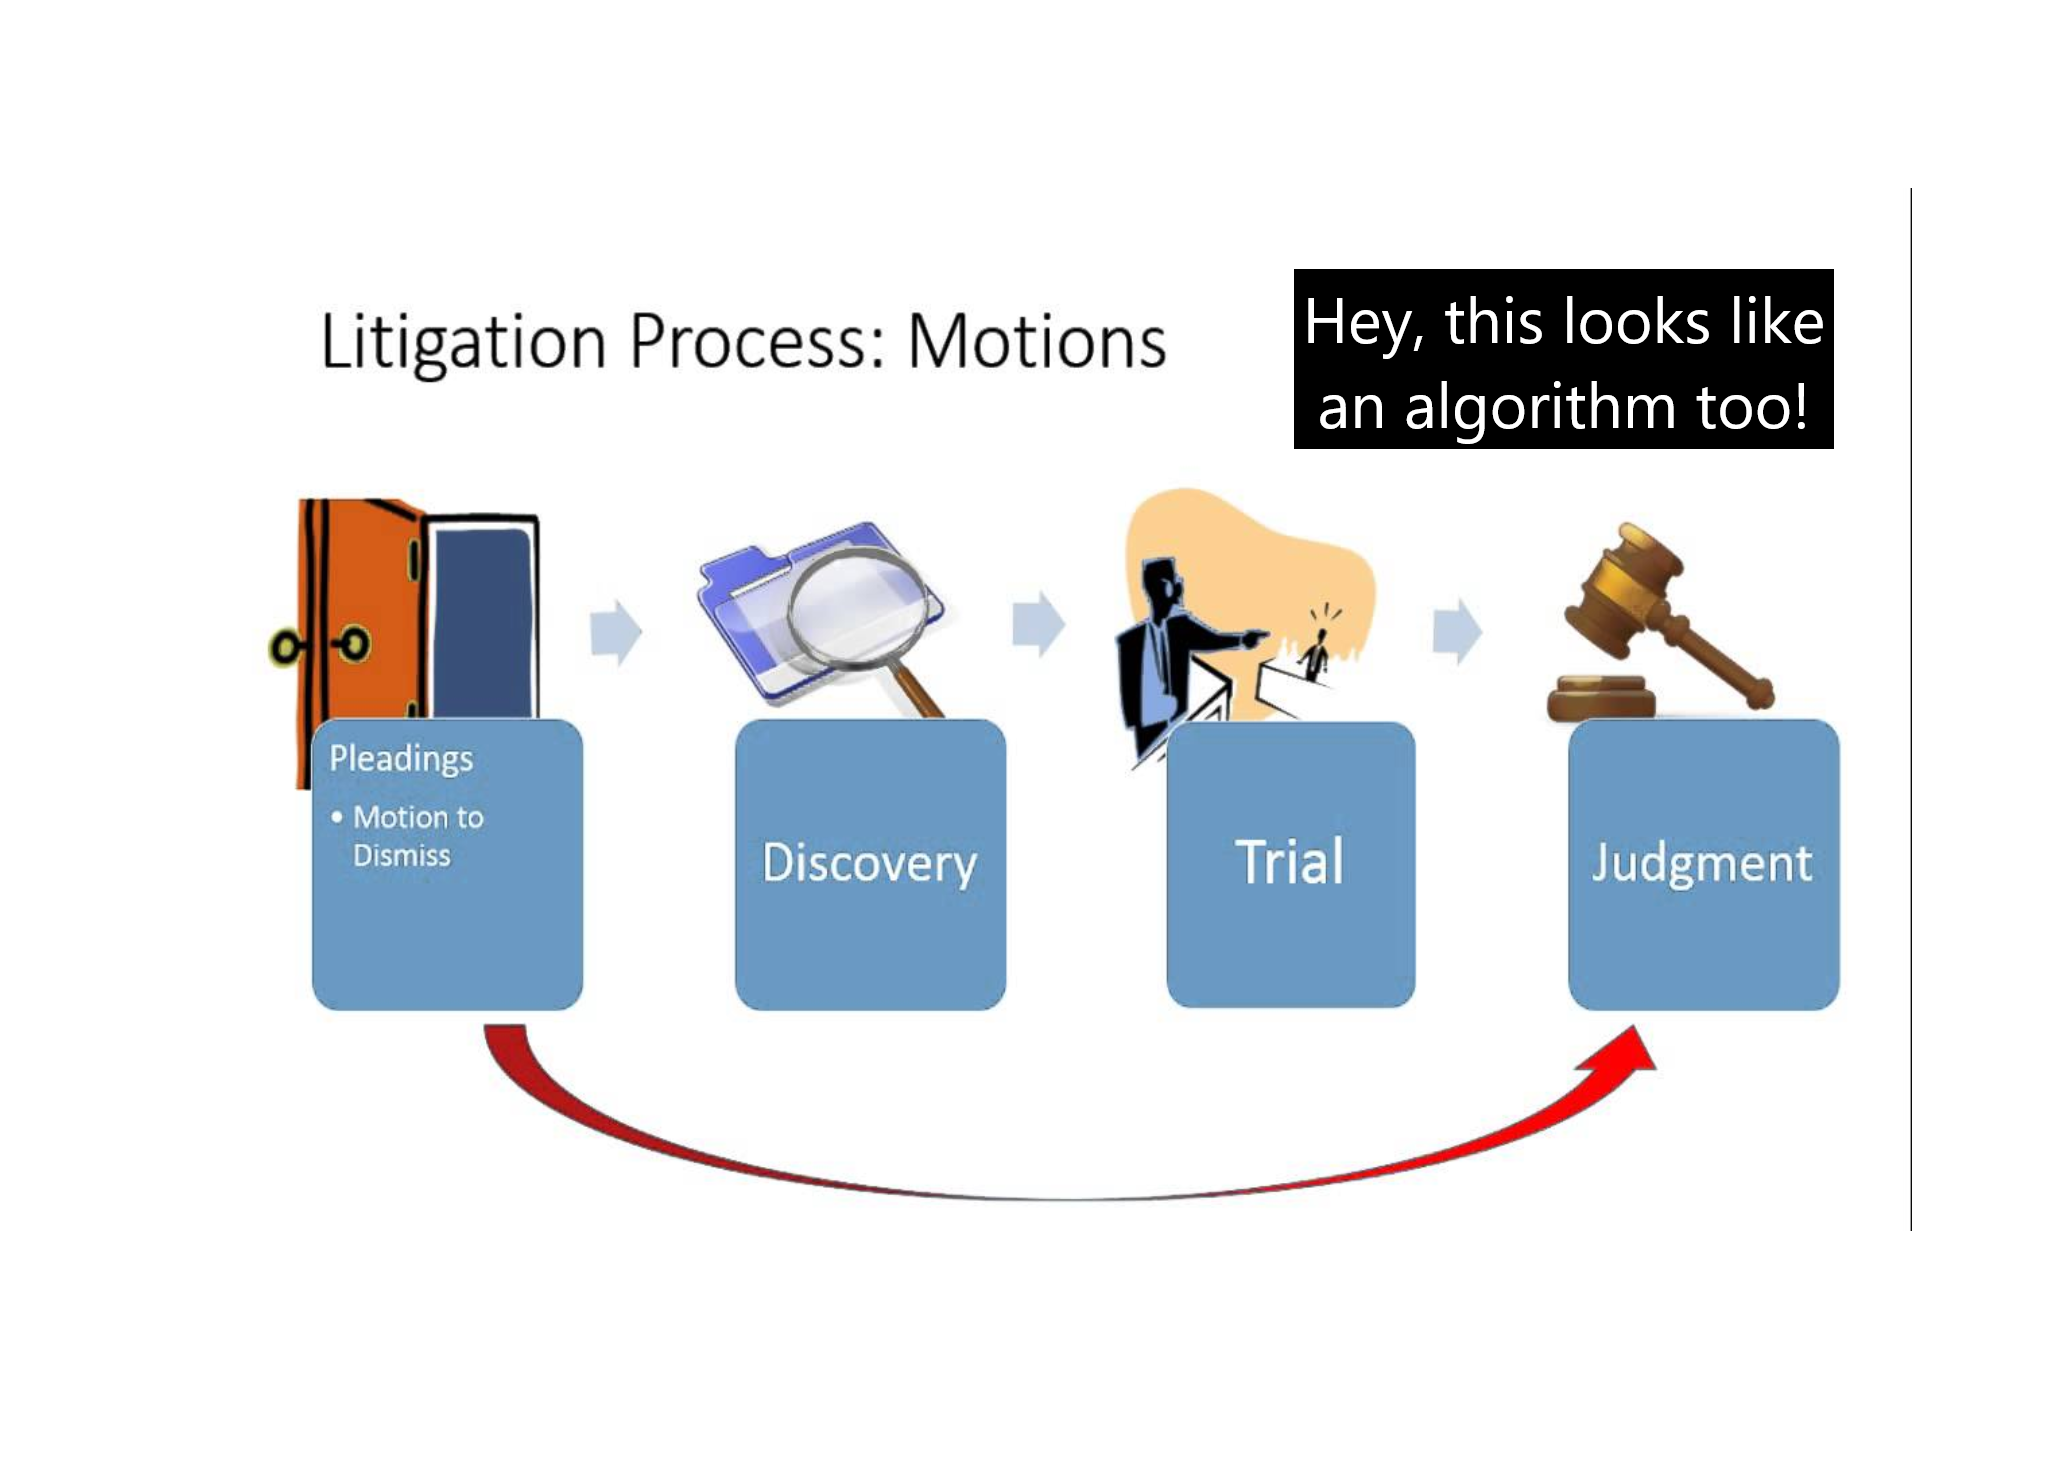 Litigation Process: Motions
Hey, this looks like
an algorithm too!
Pleadings
• Motion to
Dismiss
Discovery
Trial
Judgment